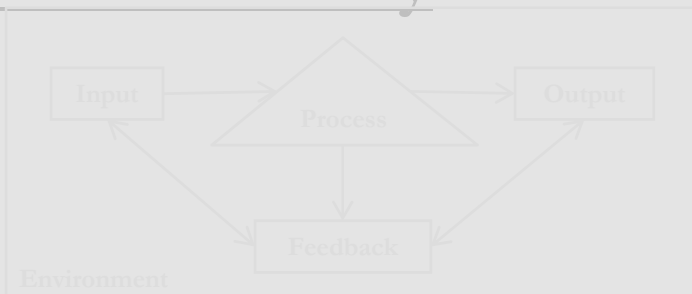 Input
Output
Process
Feedback
Environment